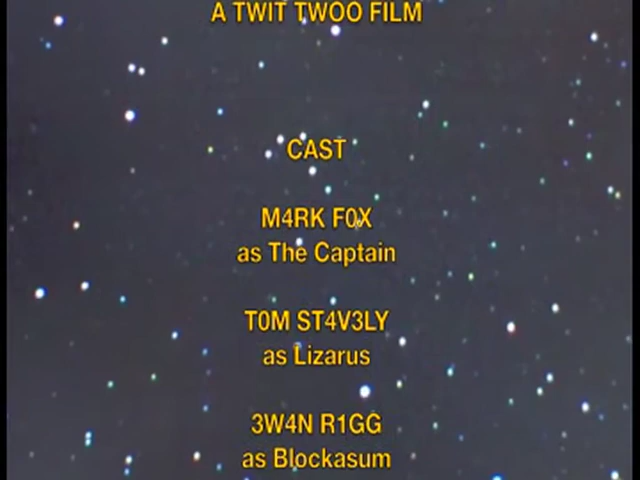 A TWIT TWOO FILM
CAST
M4RK F0X
as The Captain
T0M ST4V3LY
as Lizarus
3W4N R1GG
as Blockasum